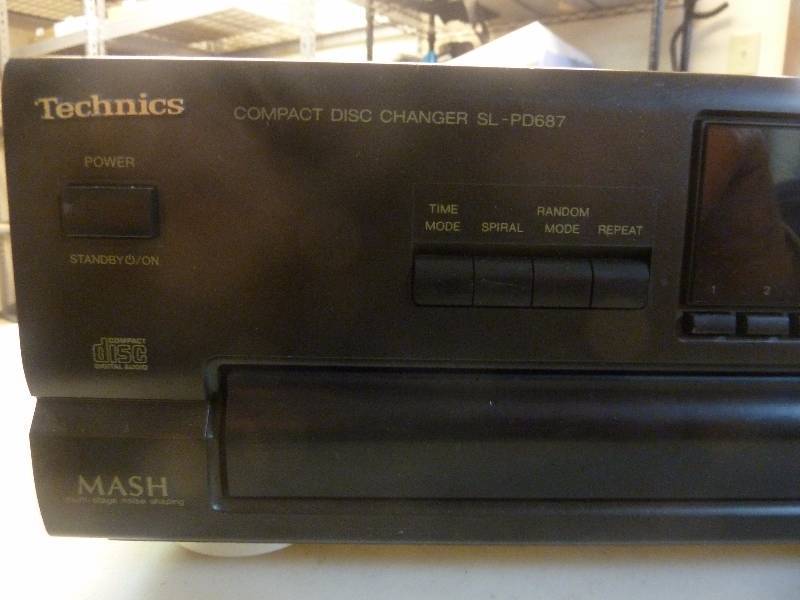 Technics
COMPACT DISC CHANGER SL-PD687
POWER
STANDBY⏻/ON
TIME MODE
SPIRAL
RANDOM MODE
REPEAT
1 2
COMPACT
disc
DIGITAL AUDIO
MASH
multi-stage noise shaping